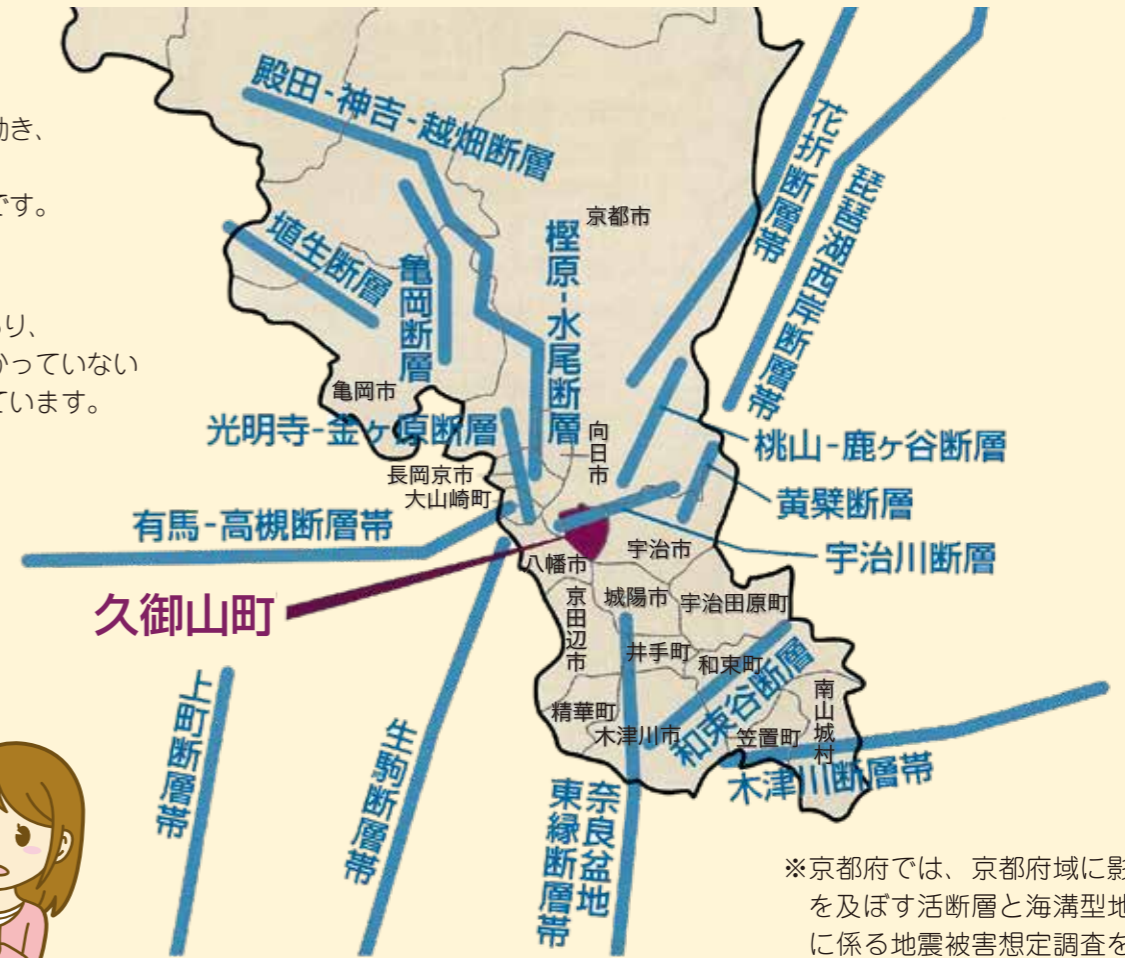 動き、
です。
り、
かっていない
ています。
殿田-神吉-越畑断層
花折断層帯
琵琶湖西岸断層帯
京都市
埴生断層
亀岡断層
樫原-水尾断層
亀岡市
光明寺-金ヶ原断層
向日市
桃山-鹿ヶ谷断層
長岡京市
大山崎町
黄檗断層
有馬-高槻断層帯
宇治川断層
宇治市
八幡市
久御山町
京田辺市
城陽市
宇治田原町
井手町
和束町
和束谷断層
南山城村
精華町
木津川市
笠置町
木津川断層帯
上町断層帯
生駒断層帯
奈良盆地
東縁断層帯
※京都府では、京都府域に影
を及ぼす活断層と海溝型地
に係る地震被害想定調査を